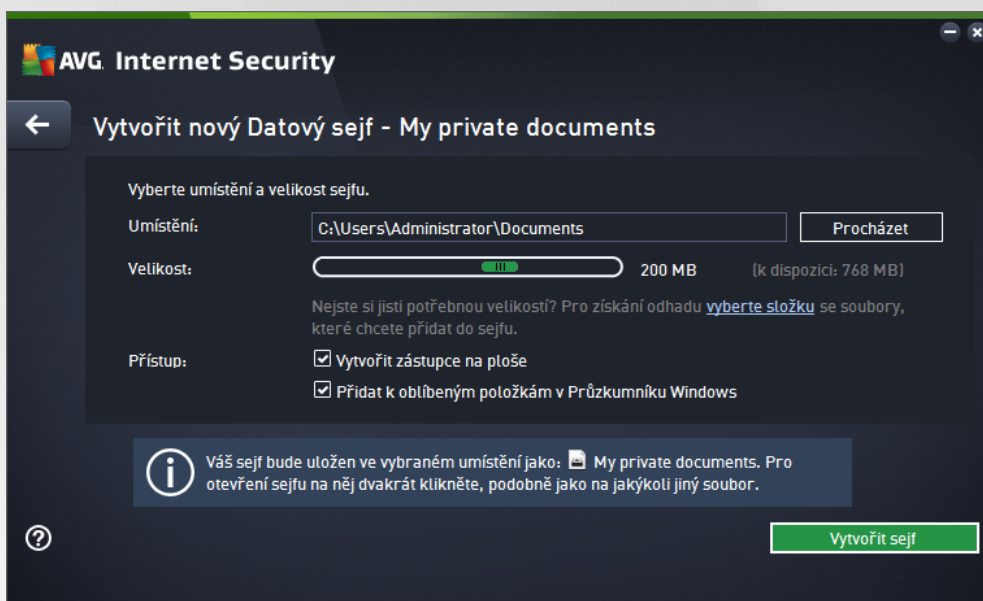 AVG. Internet Security
Vytvořit nový Datový sejf - My private documents
Vyberte umístění a velikost sejfu.
Umístění: C:\Users\Administrator\Documents Procházet
Velikost: 200 MB (k dispozici: 768 MB)
Nejste si jisti potřebnou velikostí? Pro získání odhadu vyberte složku se soubory,
které chcete přidat do sejfu.
Přístup: Vytvořit zástupce na ploše
Přidat k oblíbeným položkám v Průzkumníku Windows
Váš sejf bude uložen ve vybraném umístění jako: My private documents. Pro
otevření sejfu na něj dvakrát klikněte, podobně jako na jakýkoli jiný soubor.
Vytvořit sejf